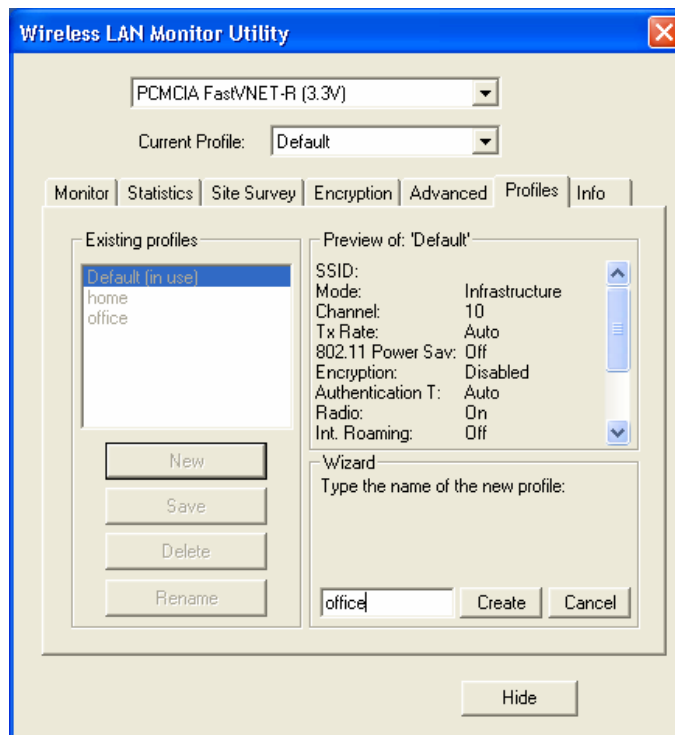 Wireless LAN Monitor Utility
PCMCIA FastVNET-R (3.3V)
Current Profile: Default
Monitor Statistics Site Survey Encryption Advanced Profiles Info
Existing profiles
Default (in use)
home
office
New
Save
Delete
Rename
Preview of: 'Default'
SSID:
Mode: Infrastructure
Channel: 10
Tx Rate: Auto
802.11 Power Sav: Off
Encryption: Disabled
Authentication T: Auto
Radio: On
Int. Roaming: Off
Wizard
Type the name of the new profile:
office Create Cancel
Hide